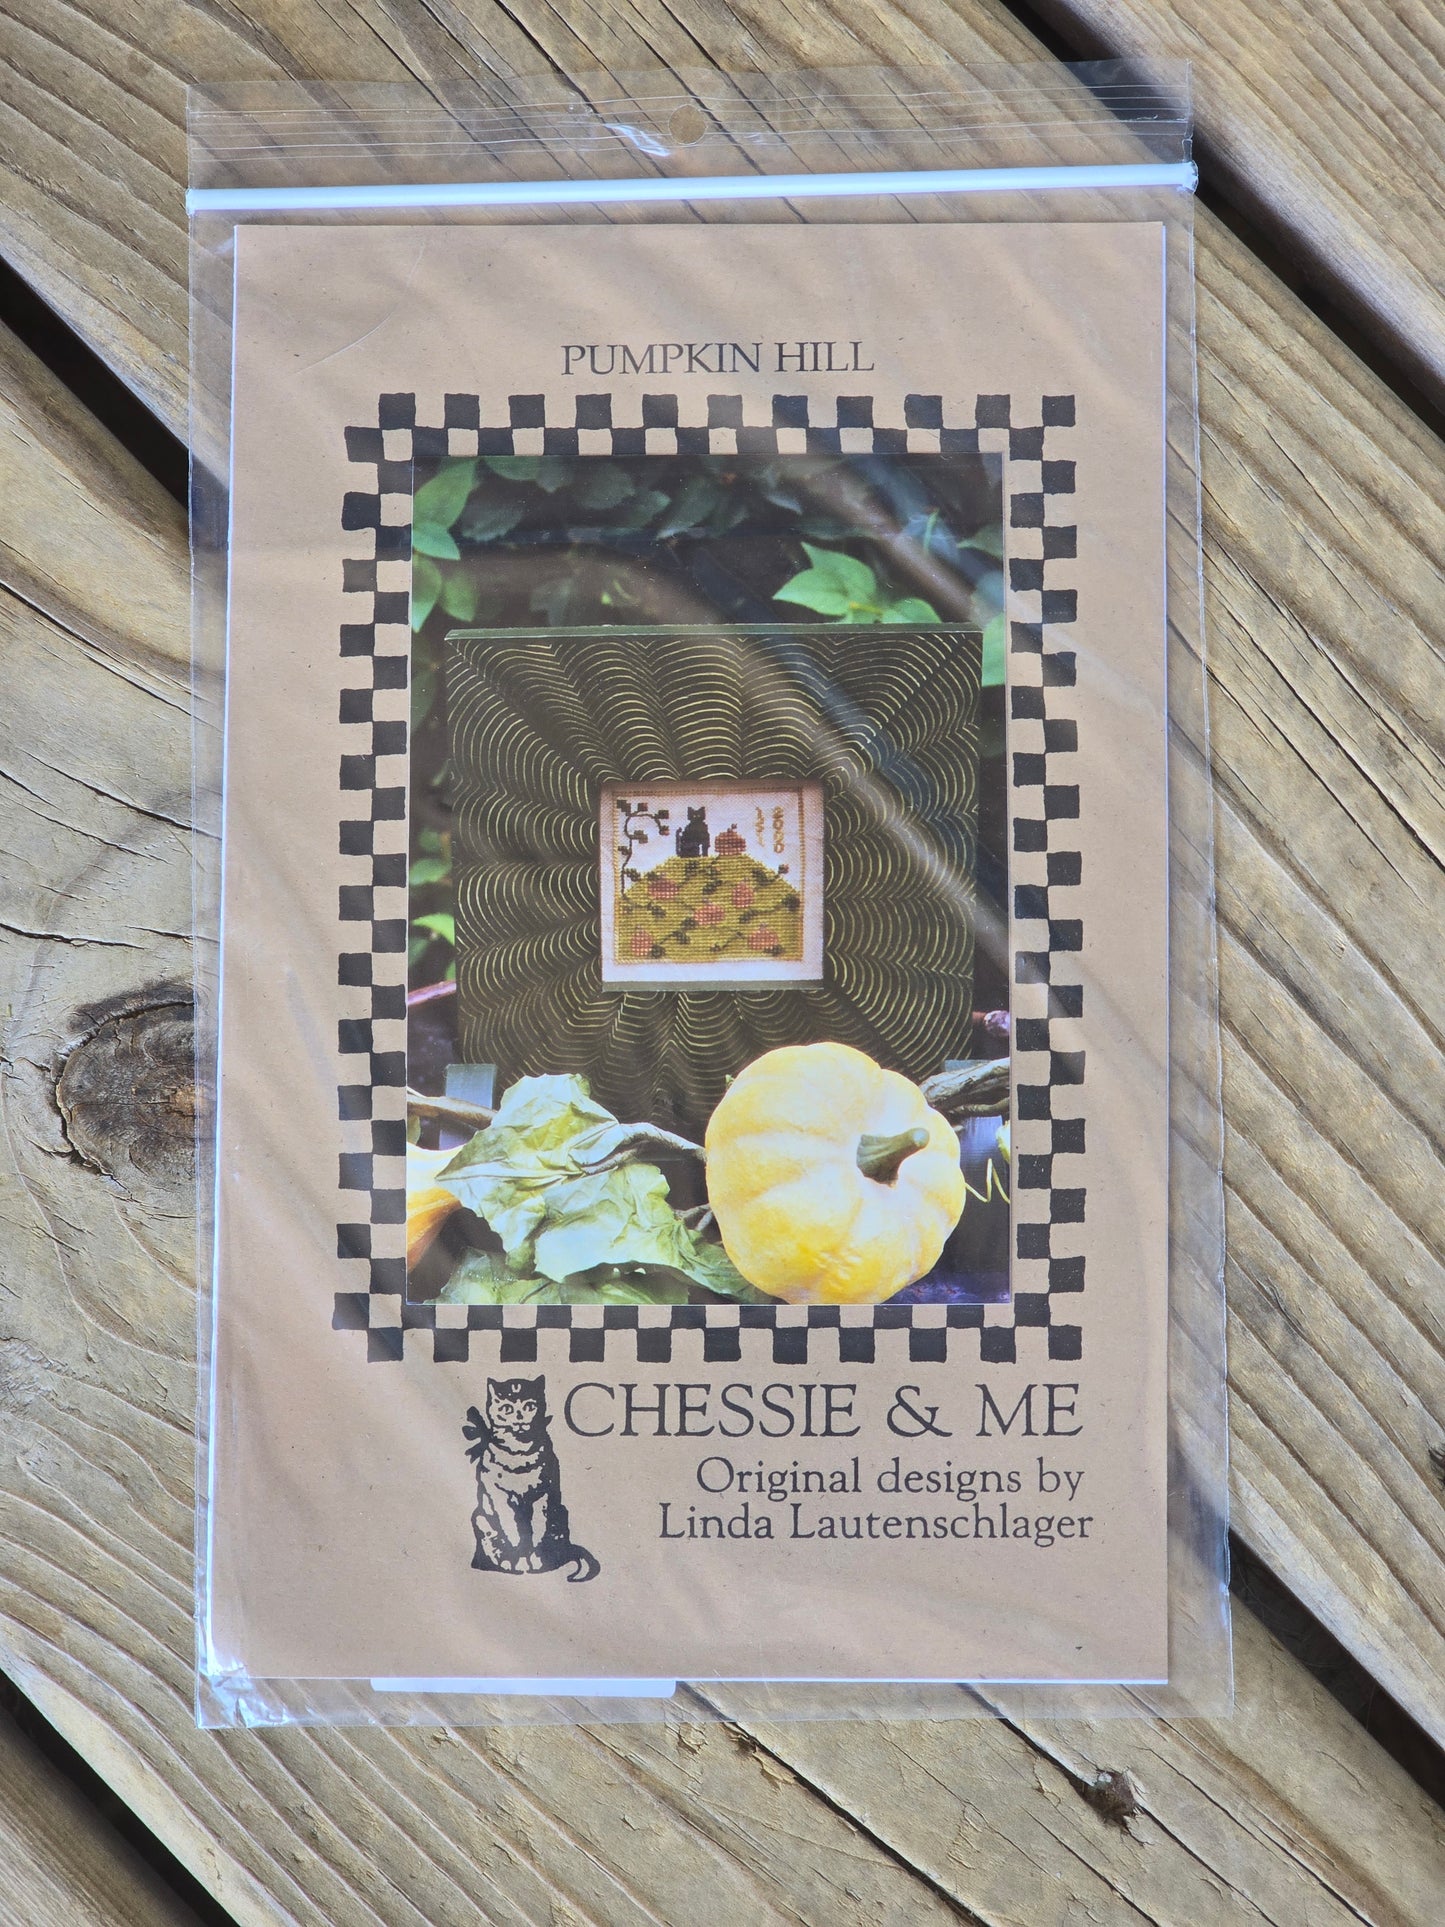 PUMPKIN HILL
CHESSIE & ME
Original designs by
Linda Lautenschlager